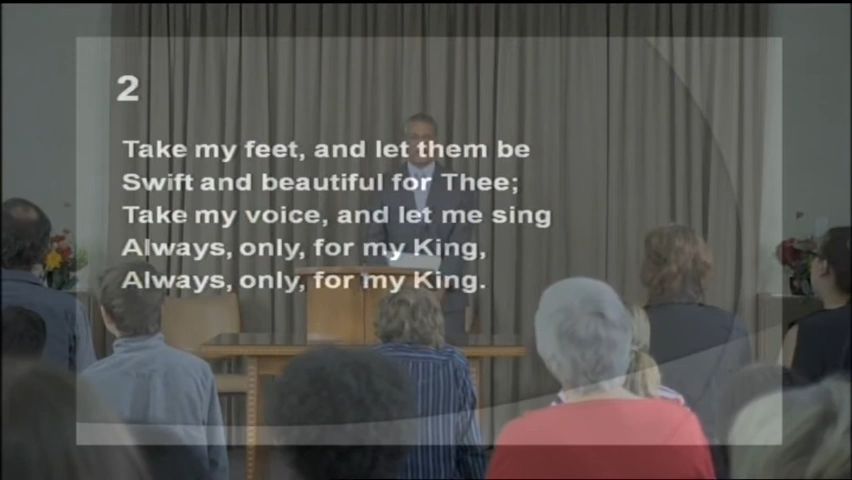 2
Take my feet, and let them be
Swift and beautiful for Thee;
Take my voice, and let me sing
Always, only, for my King,
Always, only, for my King.